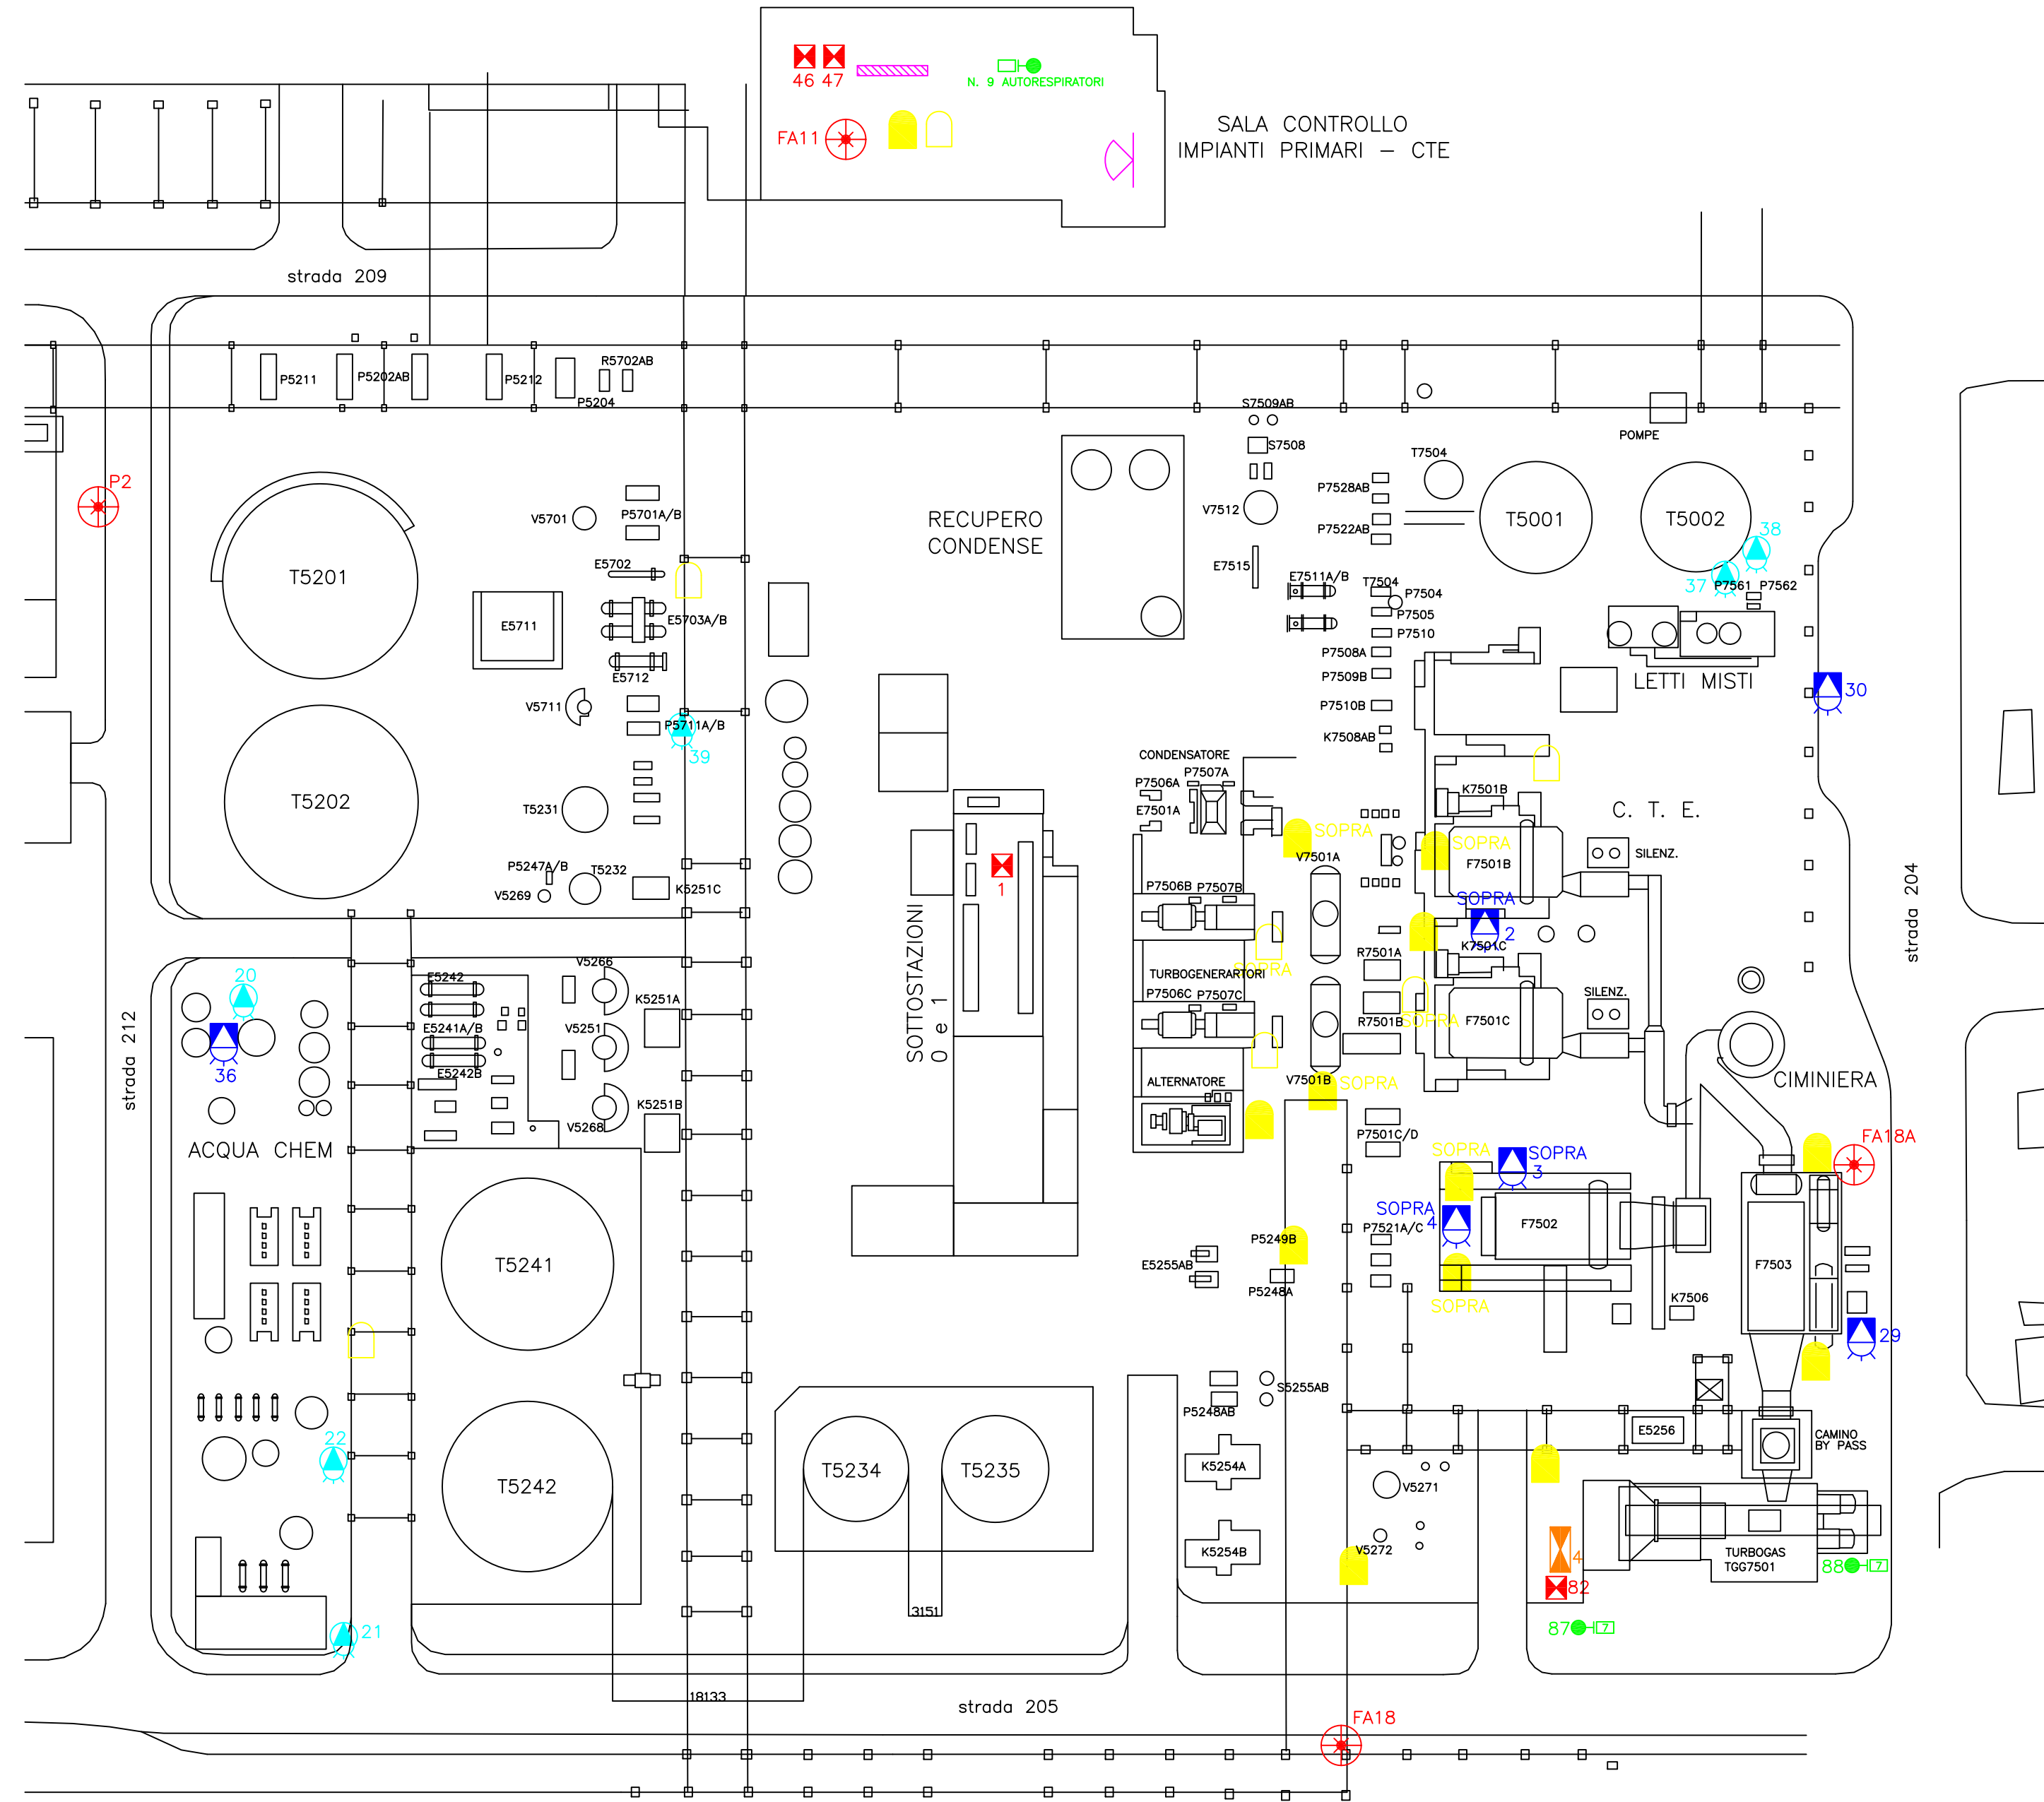 46 47
N. 9 AUTORESPIRATORI
FA11
SALA CONTROLLO
IMPIANTI PRIMARI - CTE
strada 209
P5211
P5202AB
P5212
R5702AB
P5204
S7509AB
S7508
POMPE
T7504
P2
V5701
P5701A/B
RECUPERO
CONDENSE
V7512
P7528AB
P7522AB
T5001
T5002
38
T5201
E5702
E7515
E7511A/B
T7504
P7504
37
P7561
P7562
E5711
E5703A/B
P7505
P7510
P7508A
E5712
P7509B
LETTI MISTI
30
V5711
P5711A/B
P7510B
39
K7508AB
CONDENSATORE
P7507A
P7506A
K7501B
E7501A
T5202
T5231
C. T. E.
SOPRA
SOPRA
V7501A
F7501B
SILENZ.
P5247A/B
T5232
V5269
K5251C
1
P7506B
P7507B
SOPRA
2
strada 204
SOTTOSTAZIONI
0 e 1
K7501C
V5266
20
E5242
SOPRA
TURBOGENERARTORI
R7501A
K5251A
P7506C
P7507C
SILENZ.
strada 212
E5241A/B
V5251
R7501B
SOPRA
F7501C
36
E5242B
ALTERNATORE
V7501B
SOPRA
CIMINIERA
K5251B
V5268
P7501C/D
FA18A
ACQUA CHEM
SOPRA
SOPRA
3
SOPRA
4
P7521A/C
F7502
P5249B
T5241
E5255AB
F7503
P5248A
K7506
SOPRA
29
S5255AB
P5248AB
E5256
CAMINO
BY PASS
22
T5234
T5235
K5254A
V5271
T5242
K5254B
V5272
4
TURBOGAS
TGG7501
88
7
82
3151
87
7
21
18133
strada 205
FA18